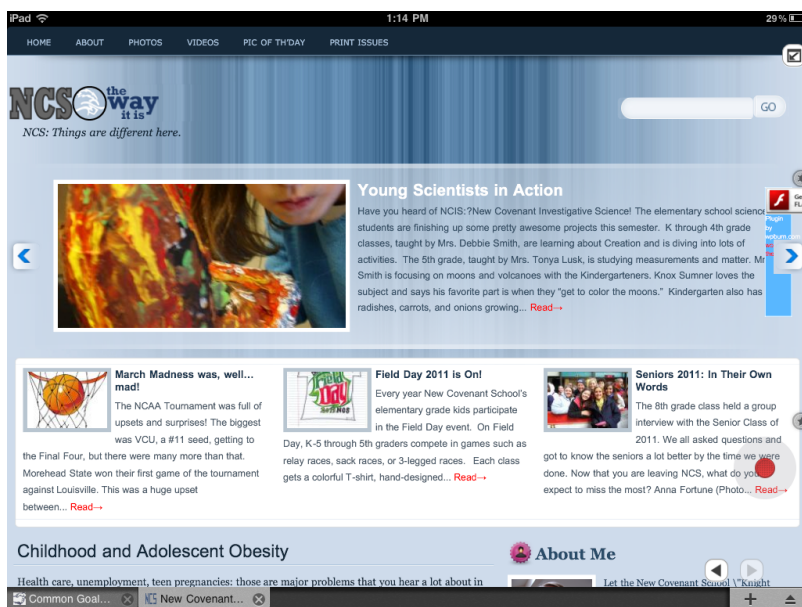 iPad 1:14 PM 29%
HOME ABOUT PHOTOS VIDEOS PIC OF TH'DAY PRINT ISSUES
NCS the way it is
NCS: Things are different here.
GO
Young Scientists in Action
Have you heard of NCIS:?New Covenant Investigative Science! The elementary school science
students are finishing up some pretty awesome projects this semester. K through 4th grade
classes, taught by Mrs. Debbie Smith, are learning about Creation and is diving into lots of
activities. The 5th grade, taught by Mrs. Tonya Lusk, is studying measurements and matter. Mr
Smith is focusing on moons and volcanoes with the Kindergarteners. Knox Sumner loves the
subject and says his favorite part is when they "get to color the moons." Kindergarten also has
radishes, carrots, and onions growing... Read→
Plugin
by
March Madness was, well...
mad!
The NCAA Tournament was full of
upsets and surprises! The biggest
was VCU, a #11 seed, getting to
the Final Four, but there were many more than that.
Morehead State won their first game of the tournament
against Louisville. This was a huge upset
between... Read→
Field Day
Field Day 2011 is On!
Every year New Covenant School's
elementary grade kids participate
in the Field Day event. On Field
Day, K-5 through 5th graders compete in games such as
relay races, sack races, or 3-legged races. Each class
gets a colorful T-shirt, hand-designed... Read→
Seniors 2011: In Their Own
Words
The 8th grade class held a group
interview with the Senior Class of
2011. We all asked questions and
got to know the seniors a lot better by the time we were
done. Now that you are leaving NCS, what do you
expect to miss the most? Anna Fortune (Photo... Read→
Childhood and Adolescent Obesity
Health care, unemployment, teen pregnancies: those are major problems that you hear a lot about in
About Me
Let the New Covenant School \"Knight
Common Goal...
NCS New Covenant...